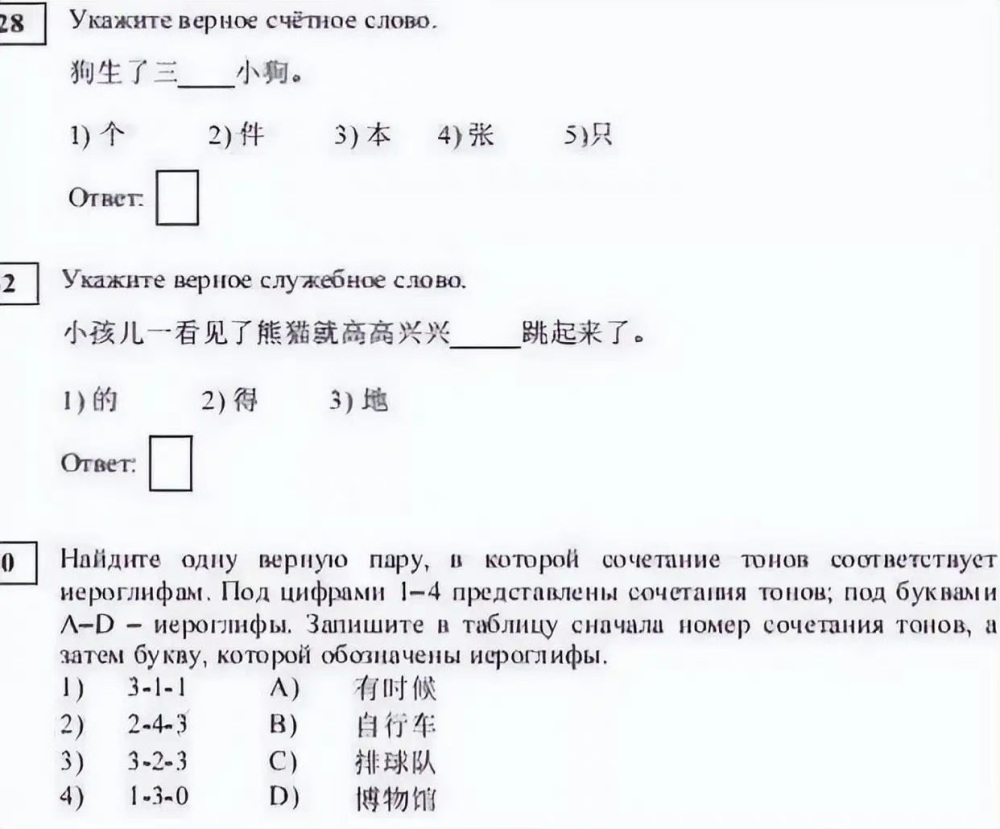 28 Укажите верное счётное слово.
狗生了三____小狗。
1) 个 2) 件 3) 本 4) 张 5)只
Ответ:
2 Укажите верное служебное слово.
小孩儿一看见了熊猫就高高兴兴_____跳起来了。
1) 的 2) 得 3) 地
Ответ:
0 Найдите одну верную пару, в которой сочетание тонов соответствует
иероглифам. Под цифрами 1–4 представлены сочетания тонов; под буквами
A–D – иероглифы. Запишите в таблицу сначала номер сочетания тонов, а
затем букву, которой обозначены иероглифы.
1) 3-1-1 A) 有时候
2) 2-4-3 B) 自行车
3) 3-2-3 C) 排球队
4) 1-3-0 D) 博物馆